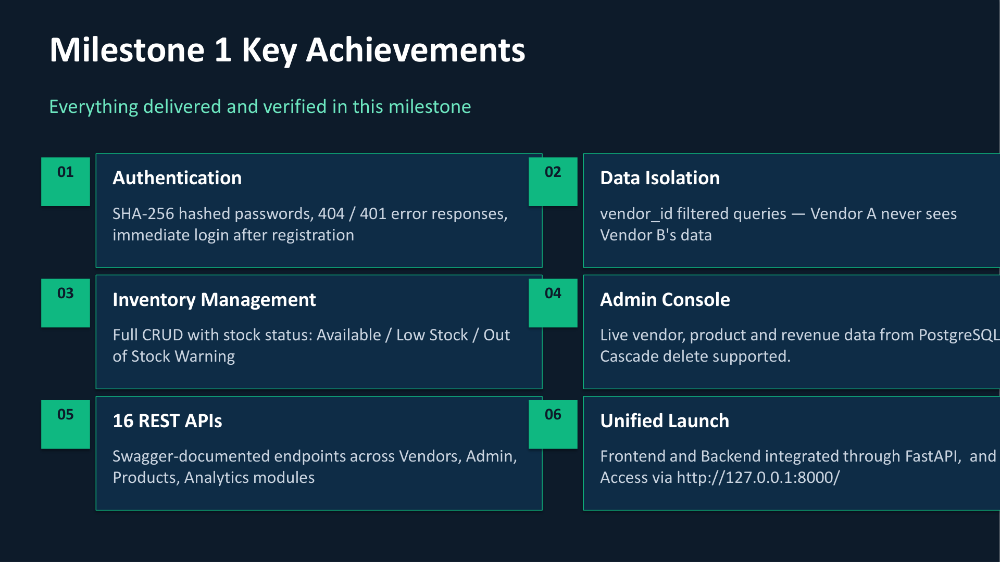 Milestone 1 Key Achievements
Everything delivered and verified in this milestone
01
Authentication
SHA-256 hashed passwords, 404 / 401 error responses,
immediate login after registration
02
Data Isolation
vendor_id filtered queries — Vendor A never sees
Vendor B's data
03
Inventory Management
Full CRUD with stock status: Available / Low Stock / Out
of Stock Warning
04
Admin Console
Live vendor, product and revenue data from PostgreSQL
Cascade delete supported.
05
16 REST APIs
Swagger-documented endpoints across Vendors, Admin,
Products, Analytics modules
06
Unified Launch
Frontend and Backend integrated through FastAPI,  and
Access via http://127.0.0.1:8000/